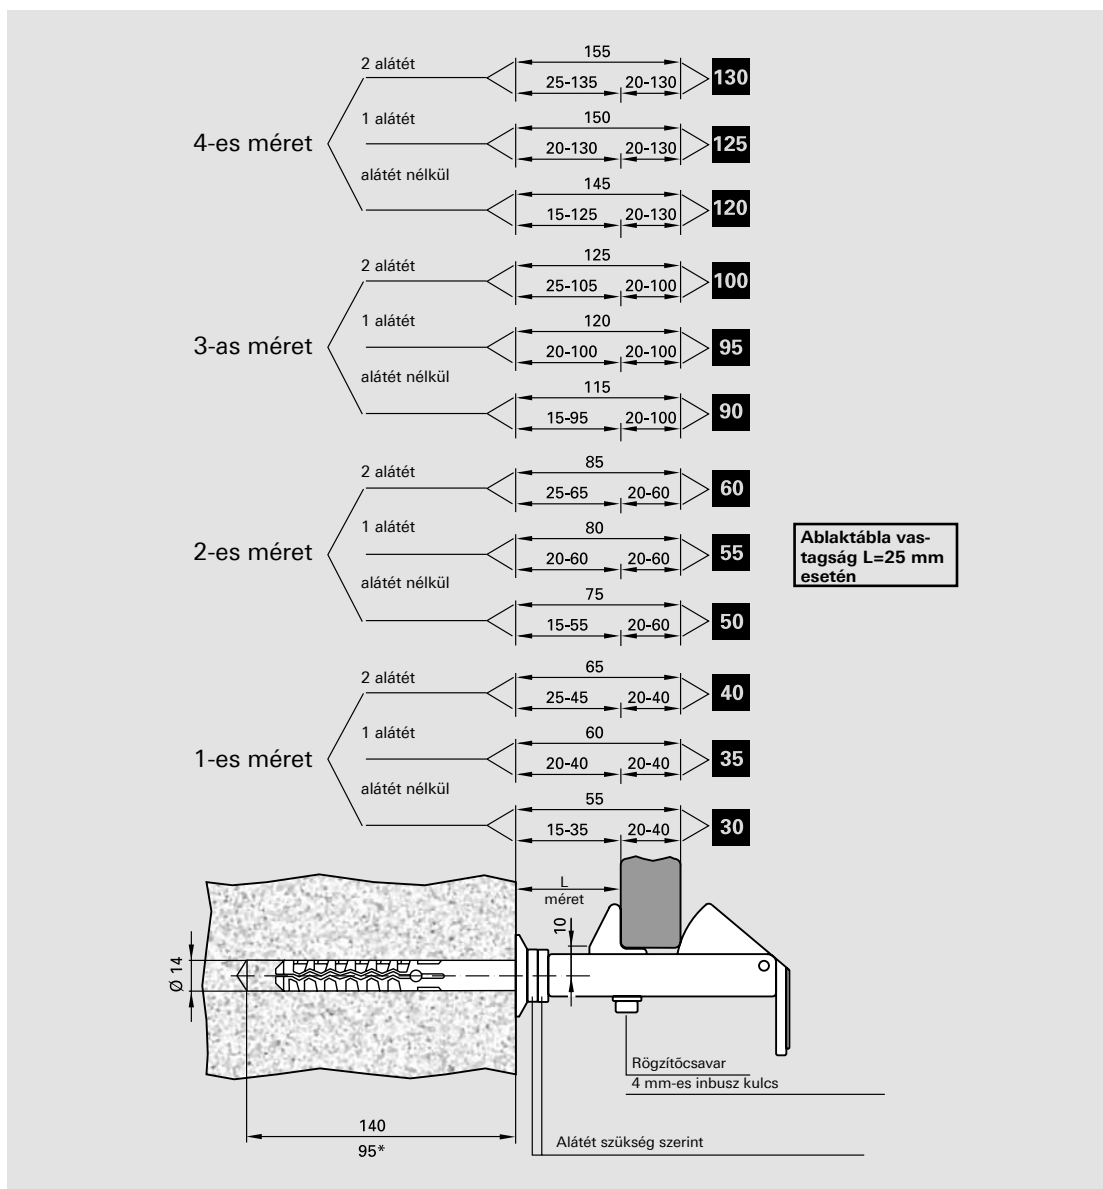 155
2 alátét
25-135 20-130 130
1 alátét
150
4-es méret
20-130 20-130 125
alátét nélkül
145
15-125 20-130 120
125
2 alátét
25-105 20-100 100
1 alátét
120
3-as méret
20-100 20-100 95
alátét nélkül
115
15-95 20-100 90
85
2 alátét
25-65 20-60 60
1 alátét
80
2-es méret
20-60 20-60 55
Ablaktábla vas-
tagság L=25 mm
esetén
alátét nélkül
75
15-55 20-60 50
65
2 alátét
25-45 20-40 40
1 alátét
60
1-es méret
20-40 20-40 35
alátét nélkül
55
15-35 20-40 30
L
méret
10
Ø 14
Rögzítõcsavar
4 mm-es inbusz kulcs
140
95*
Alátét szükség szerint